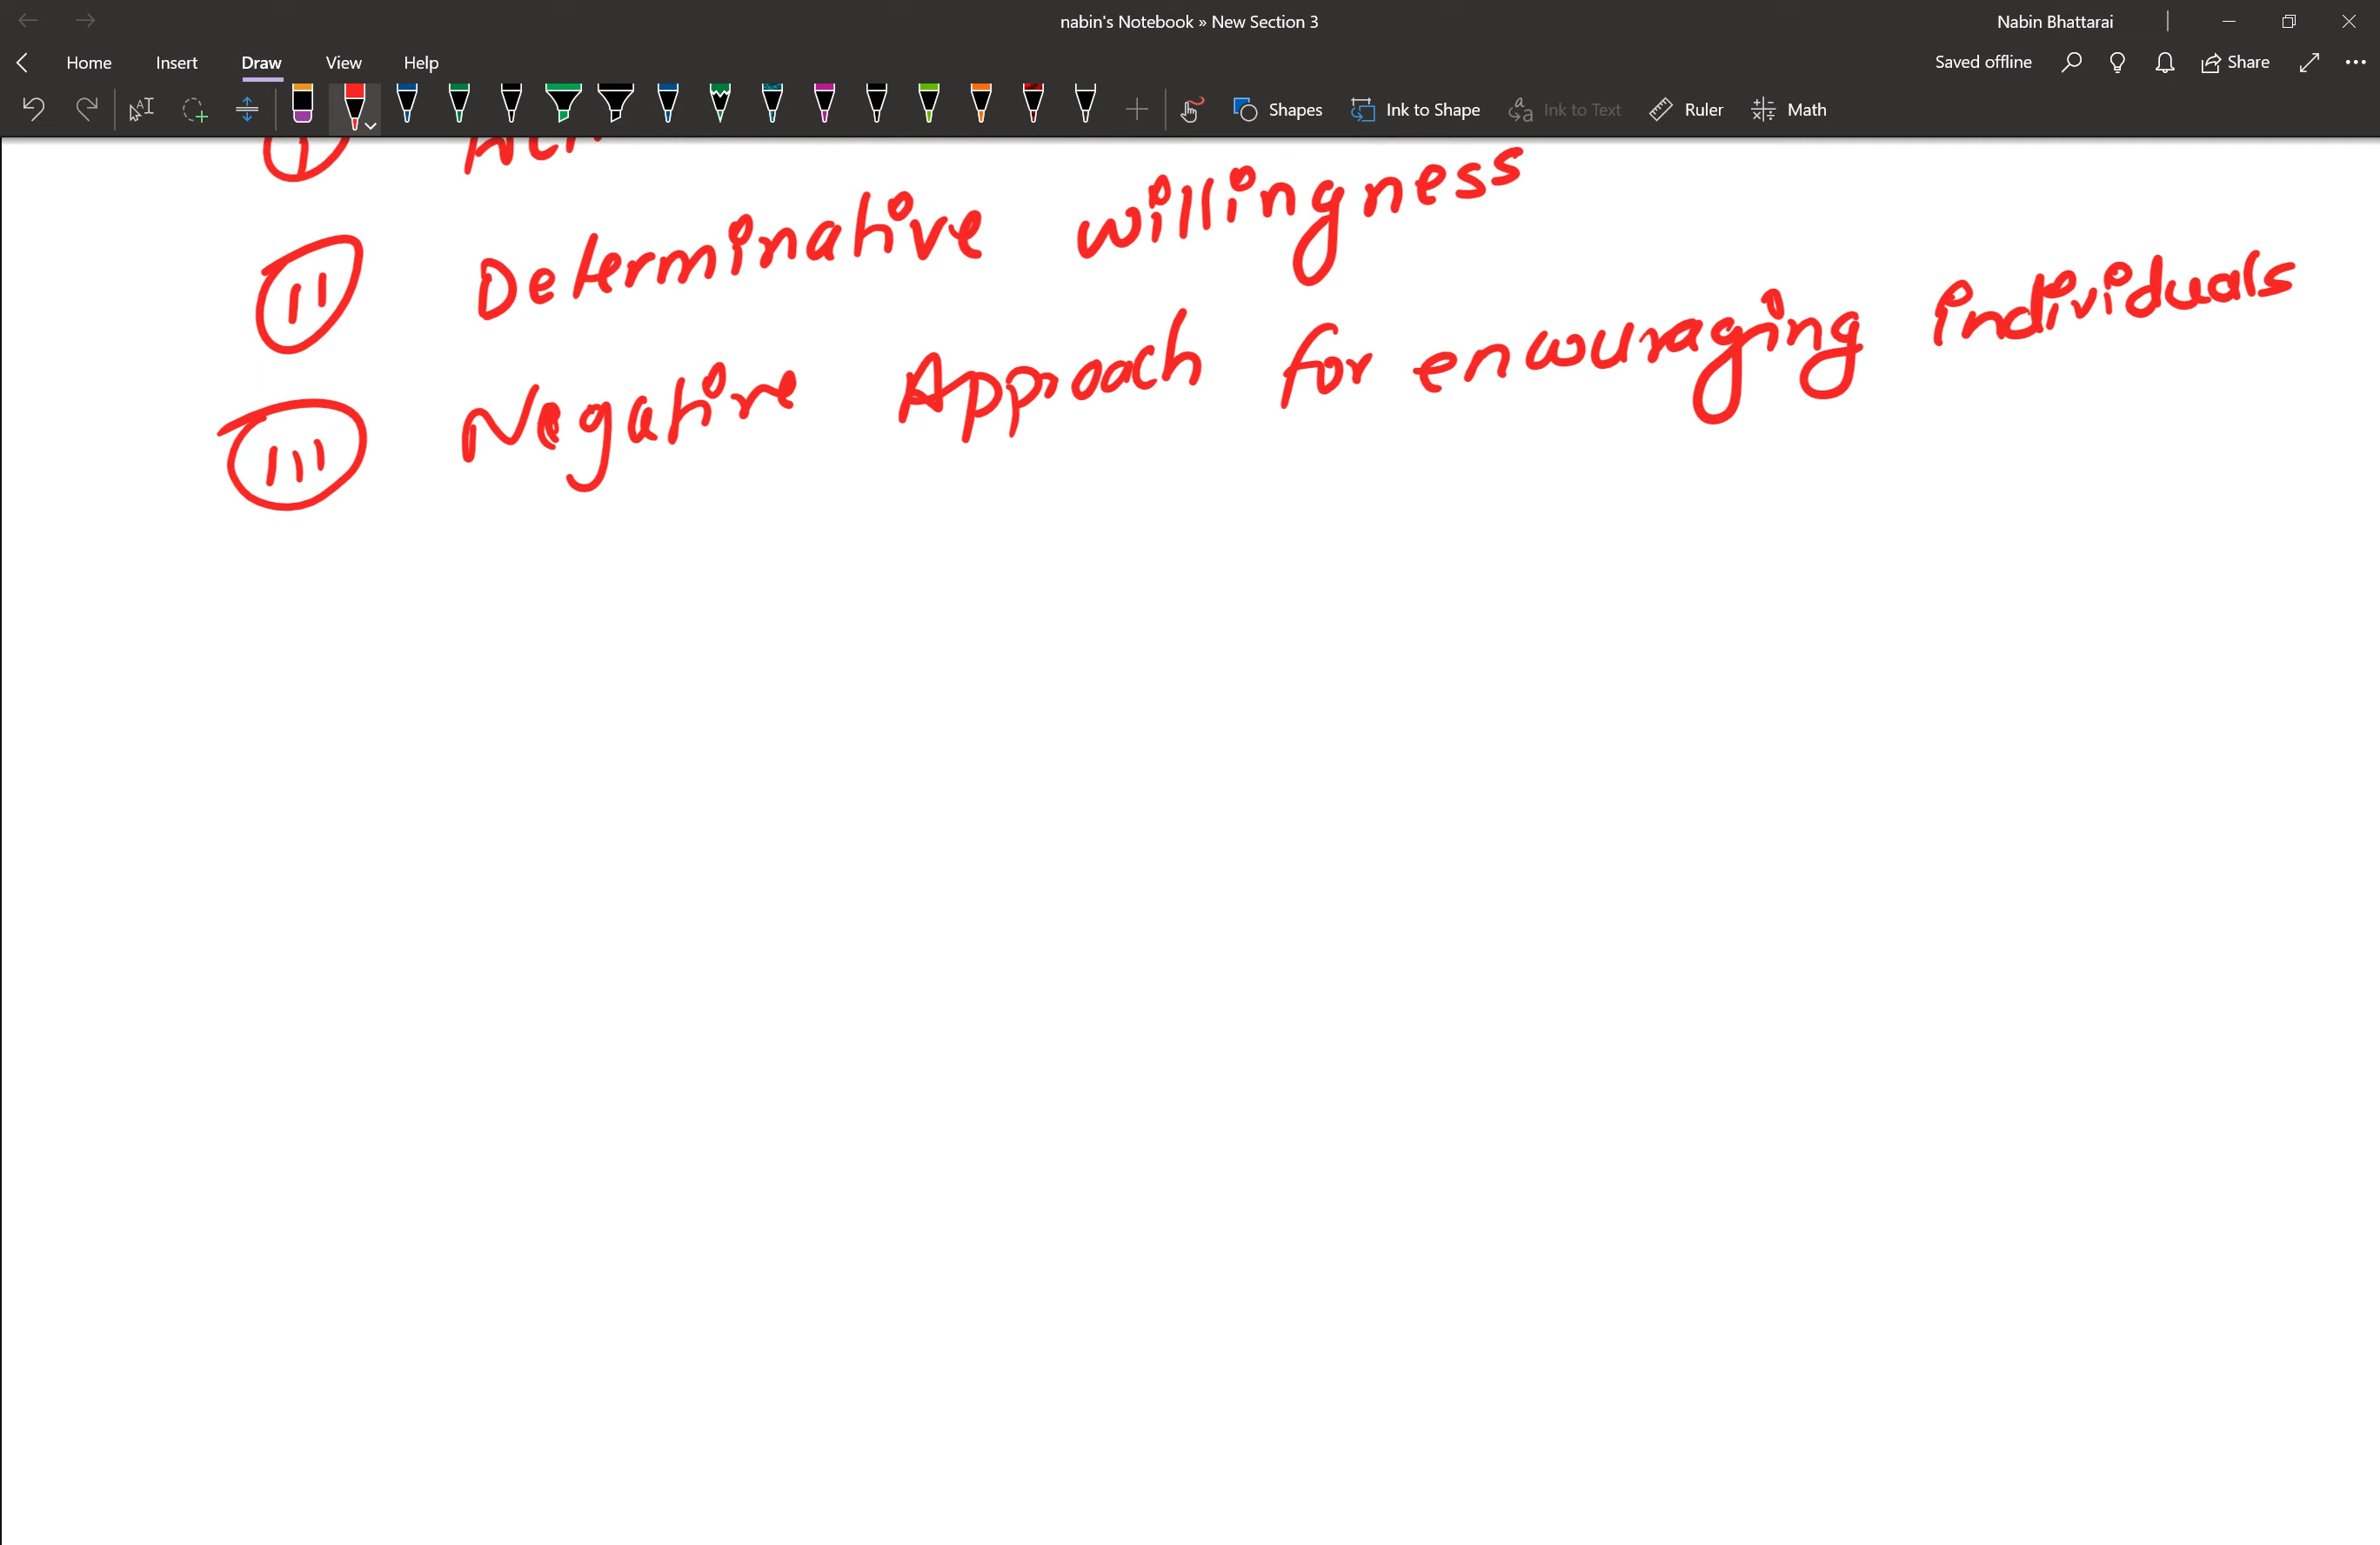 nabin's Notebook » New Section 3
Nabin Bhattarai
Home Insert Draw View Help
Saved offline
Share
Shapes Ink to Shape Ink to Text Ruler Math
(i)
(ii) Determinative willingness
(iii) Negative Approach for encouraging individuals